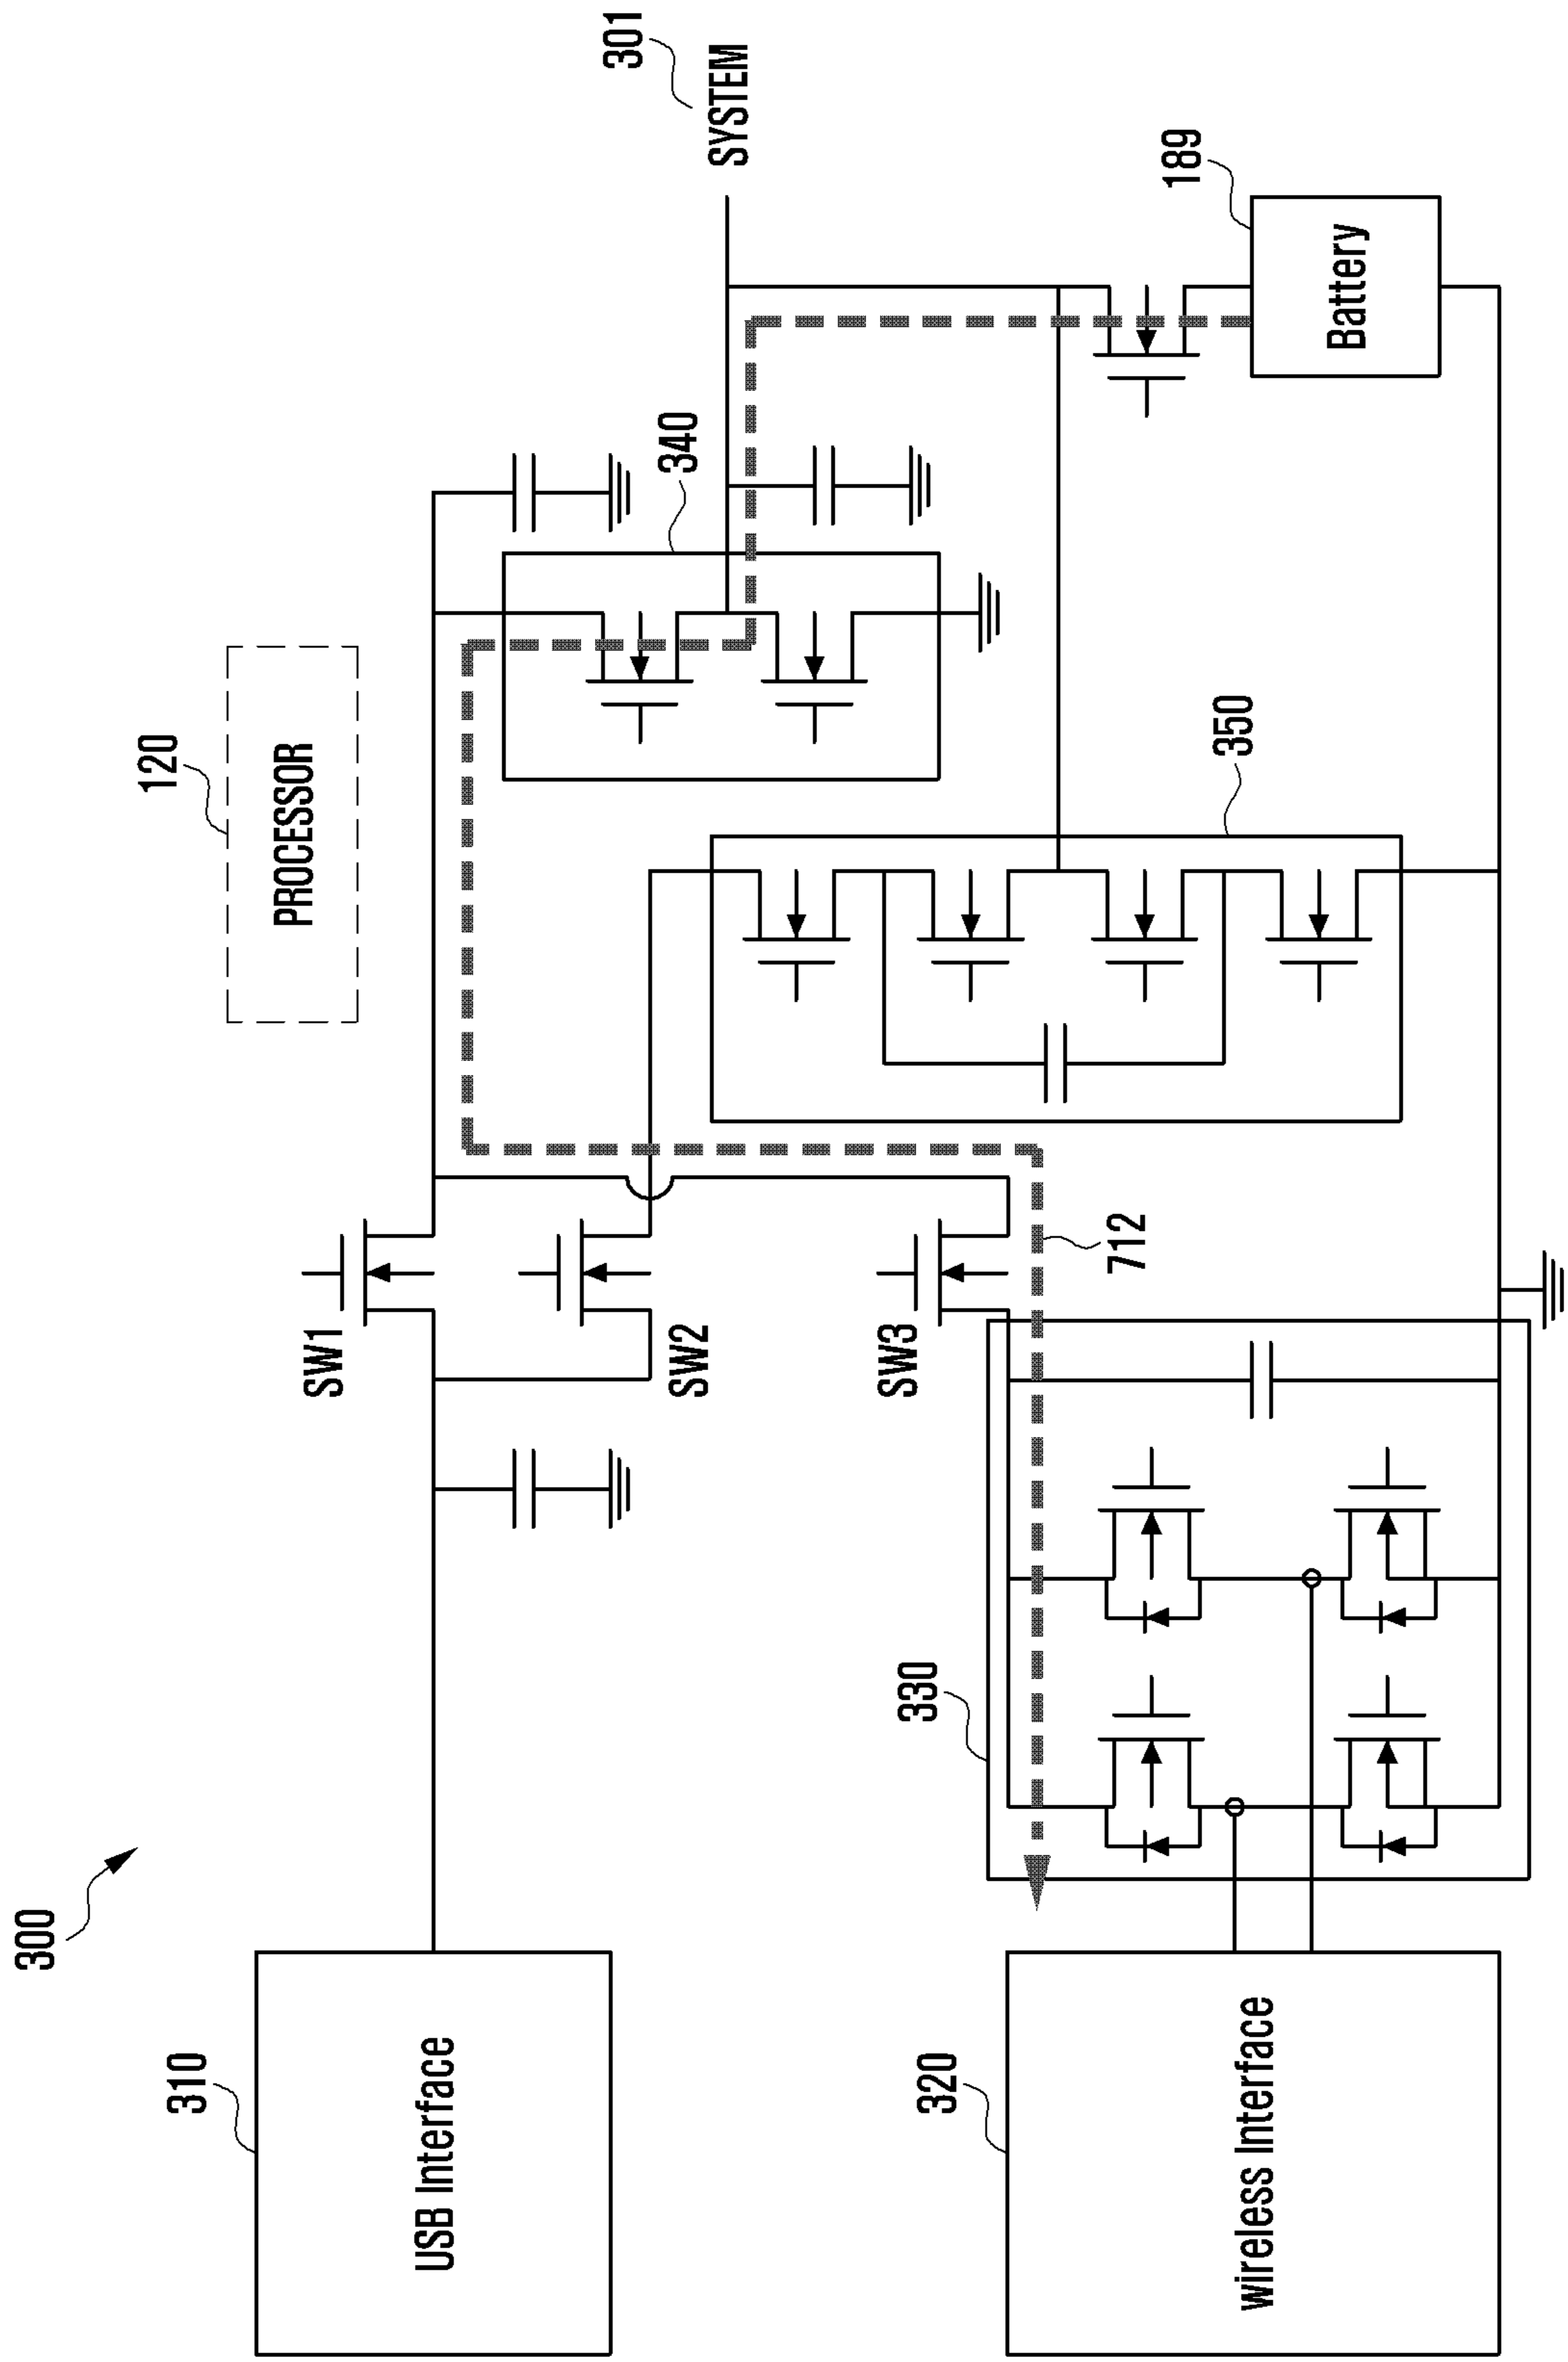 300
310
USB Interface
320
wireless Interface
SW1
SW2
SW3
330
712
120
PROCESSOR
340
350
301
SYSTEM
189
Battery